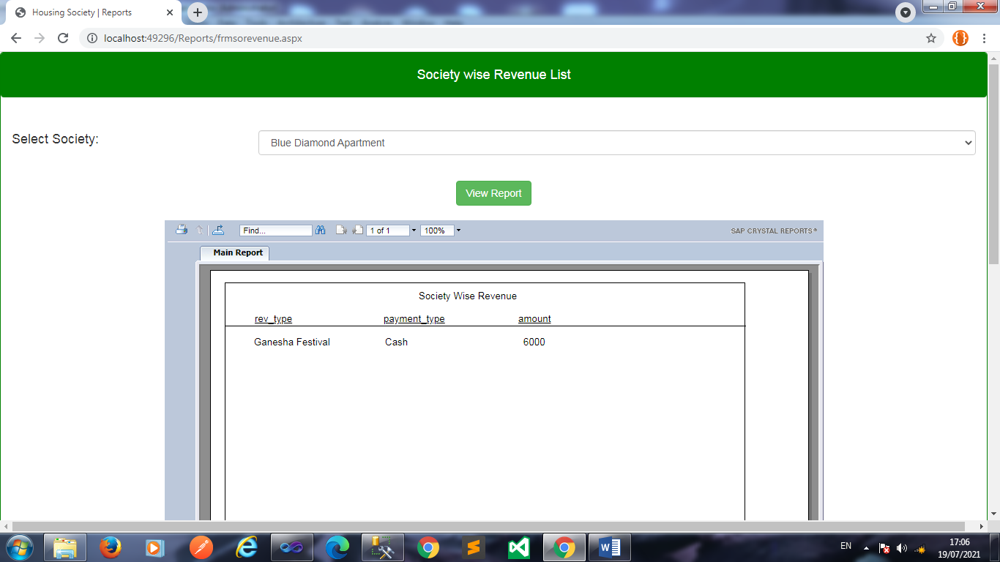 Housing Society | Reports
localhost:49296/Reports/frmsorevenue.aspx
Society wise Revenue List
Select Society:
Blue Diamond Apartment
View Report
Find...
1 of 1
100%
SAP CRYSTAL REPORTS®
Main Report
Society Wise Revenue
rev_type payment_type amount
Ganesha Festival Cash 6000
EN
17:06
19/07/2021